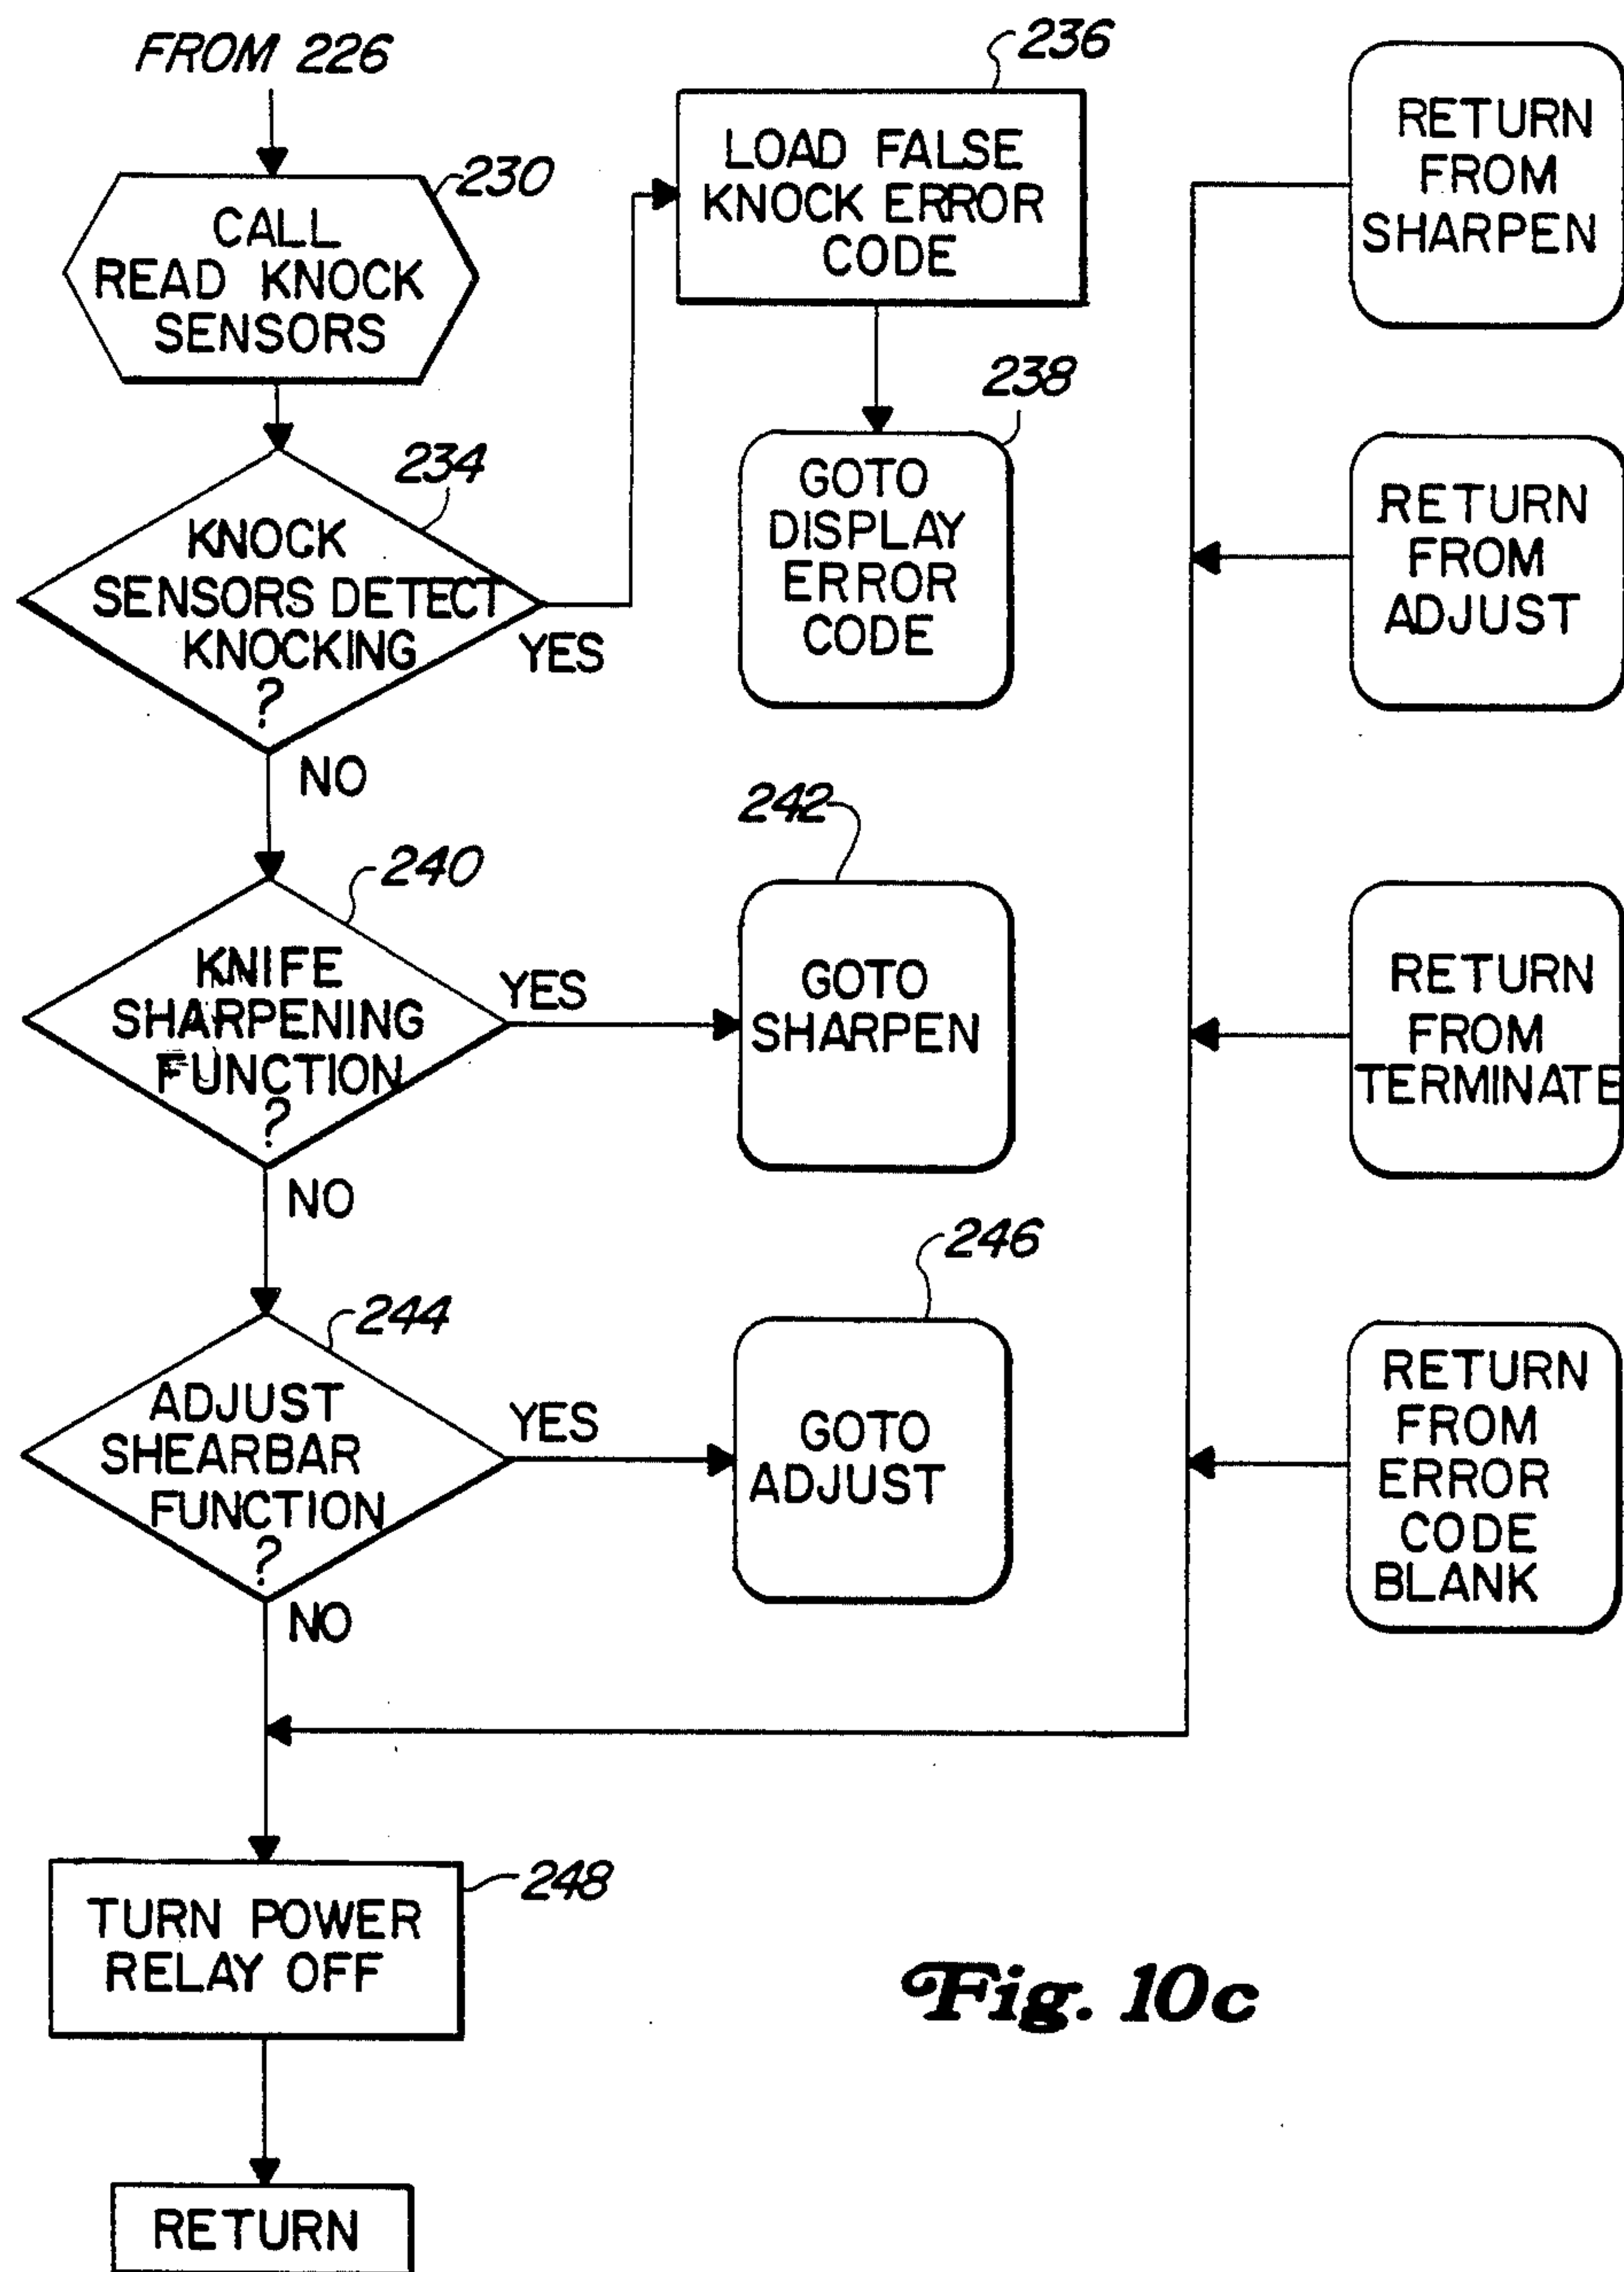 FROM 226
230
CALL
READ KNOCK
SENSORS
234
KNOCK
SENSORS DETECT
KNOCKING
?
YES
NO
236
LOAD FALSE
KNOCK ERROR
CODE
238
GOTO
DISPLAY
ERROR
CODE
240
KNIFE
SHARPENING
FUNCTION
?
YES
NO
242
GOTO
SHARPEN
244
ADJUST
SHEARBAR
FUNCTION
?
YES
NO
246
GOTO
ADJUST
RETURN
FROM
SHARPEN
RETURN
FROM
ADJUST
RETURN
FROM
TERMINATE
RETURN
FROM
ERROR
CODE
BLANK
248
TURN POWER
RELAY OFF
RETURN
Fig. 10c